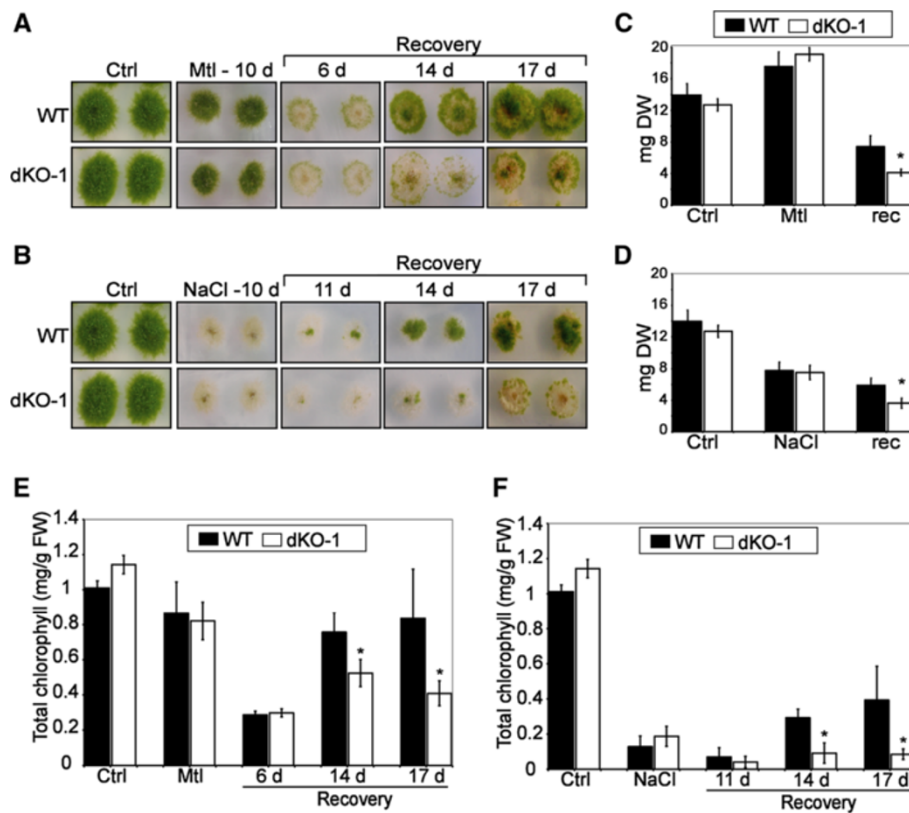 A
Recovery
Ctrl Mtl - 10 d 6 d 14 d 17 d
WT
dKO-1
B
Recovery
Ctrl NaCl -10 d 11 d 14 d 17 d
WT
dKO-1
C
WT dKO-1
20
16
12
8
4
0
mg DW
*
Ctrl Mtl rec
D
20
16
12
8
4
0
mg DW
*
Ctrl NaCl rec
E
WT dKO-1
1.4
1.2
1
0.8
0.6
0.4
0.2
0
Total chlorophyll (mg/g FW)
* *
Ctrl Mtl 6 d 14 d 17 d
Recovery
F
WT dKO-1
1.4
1.2
1
0.8
0.6
0.4
0.2
0
Total chlorophyll (mg/g FW)
* *
Ctrl NaCl 11 d 14 d 17 d
Recovery